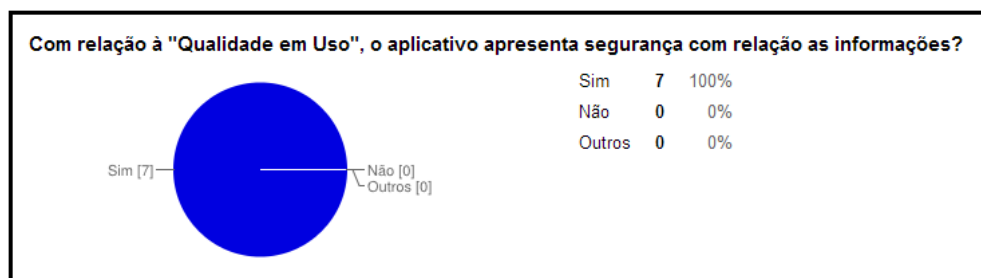 Com relação à "Qualidade em Uso", o aplicativo apresenta segurança com relação as informações?
Sim 7 100%
Não 0 0%
Outros 0 0%
Sim [7]
Não [0]
Outros [0]